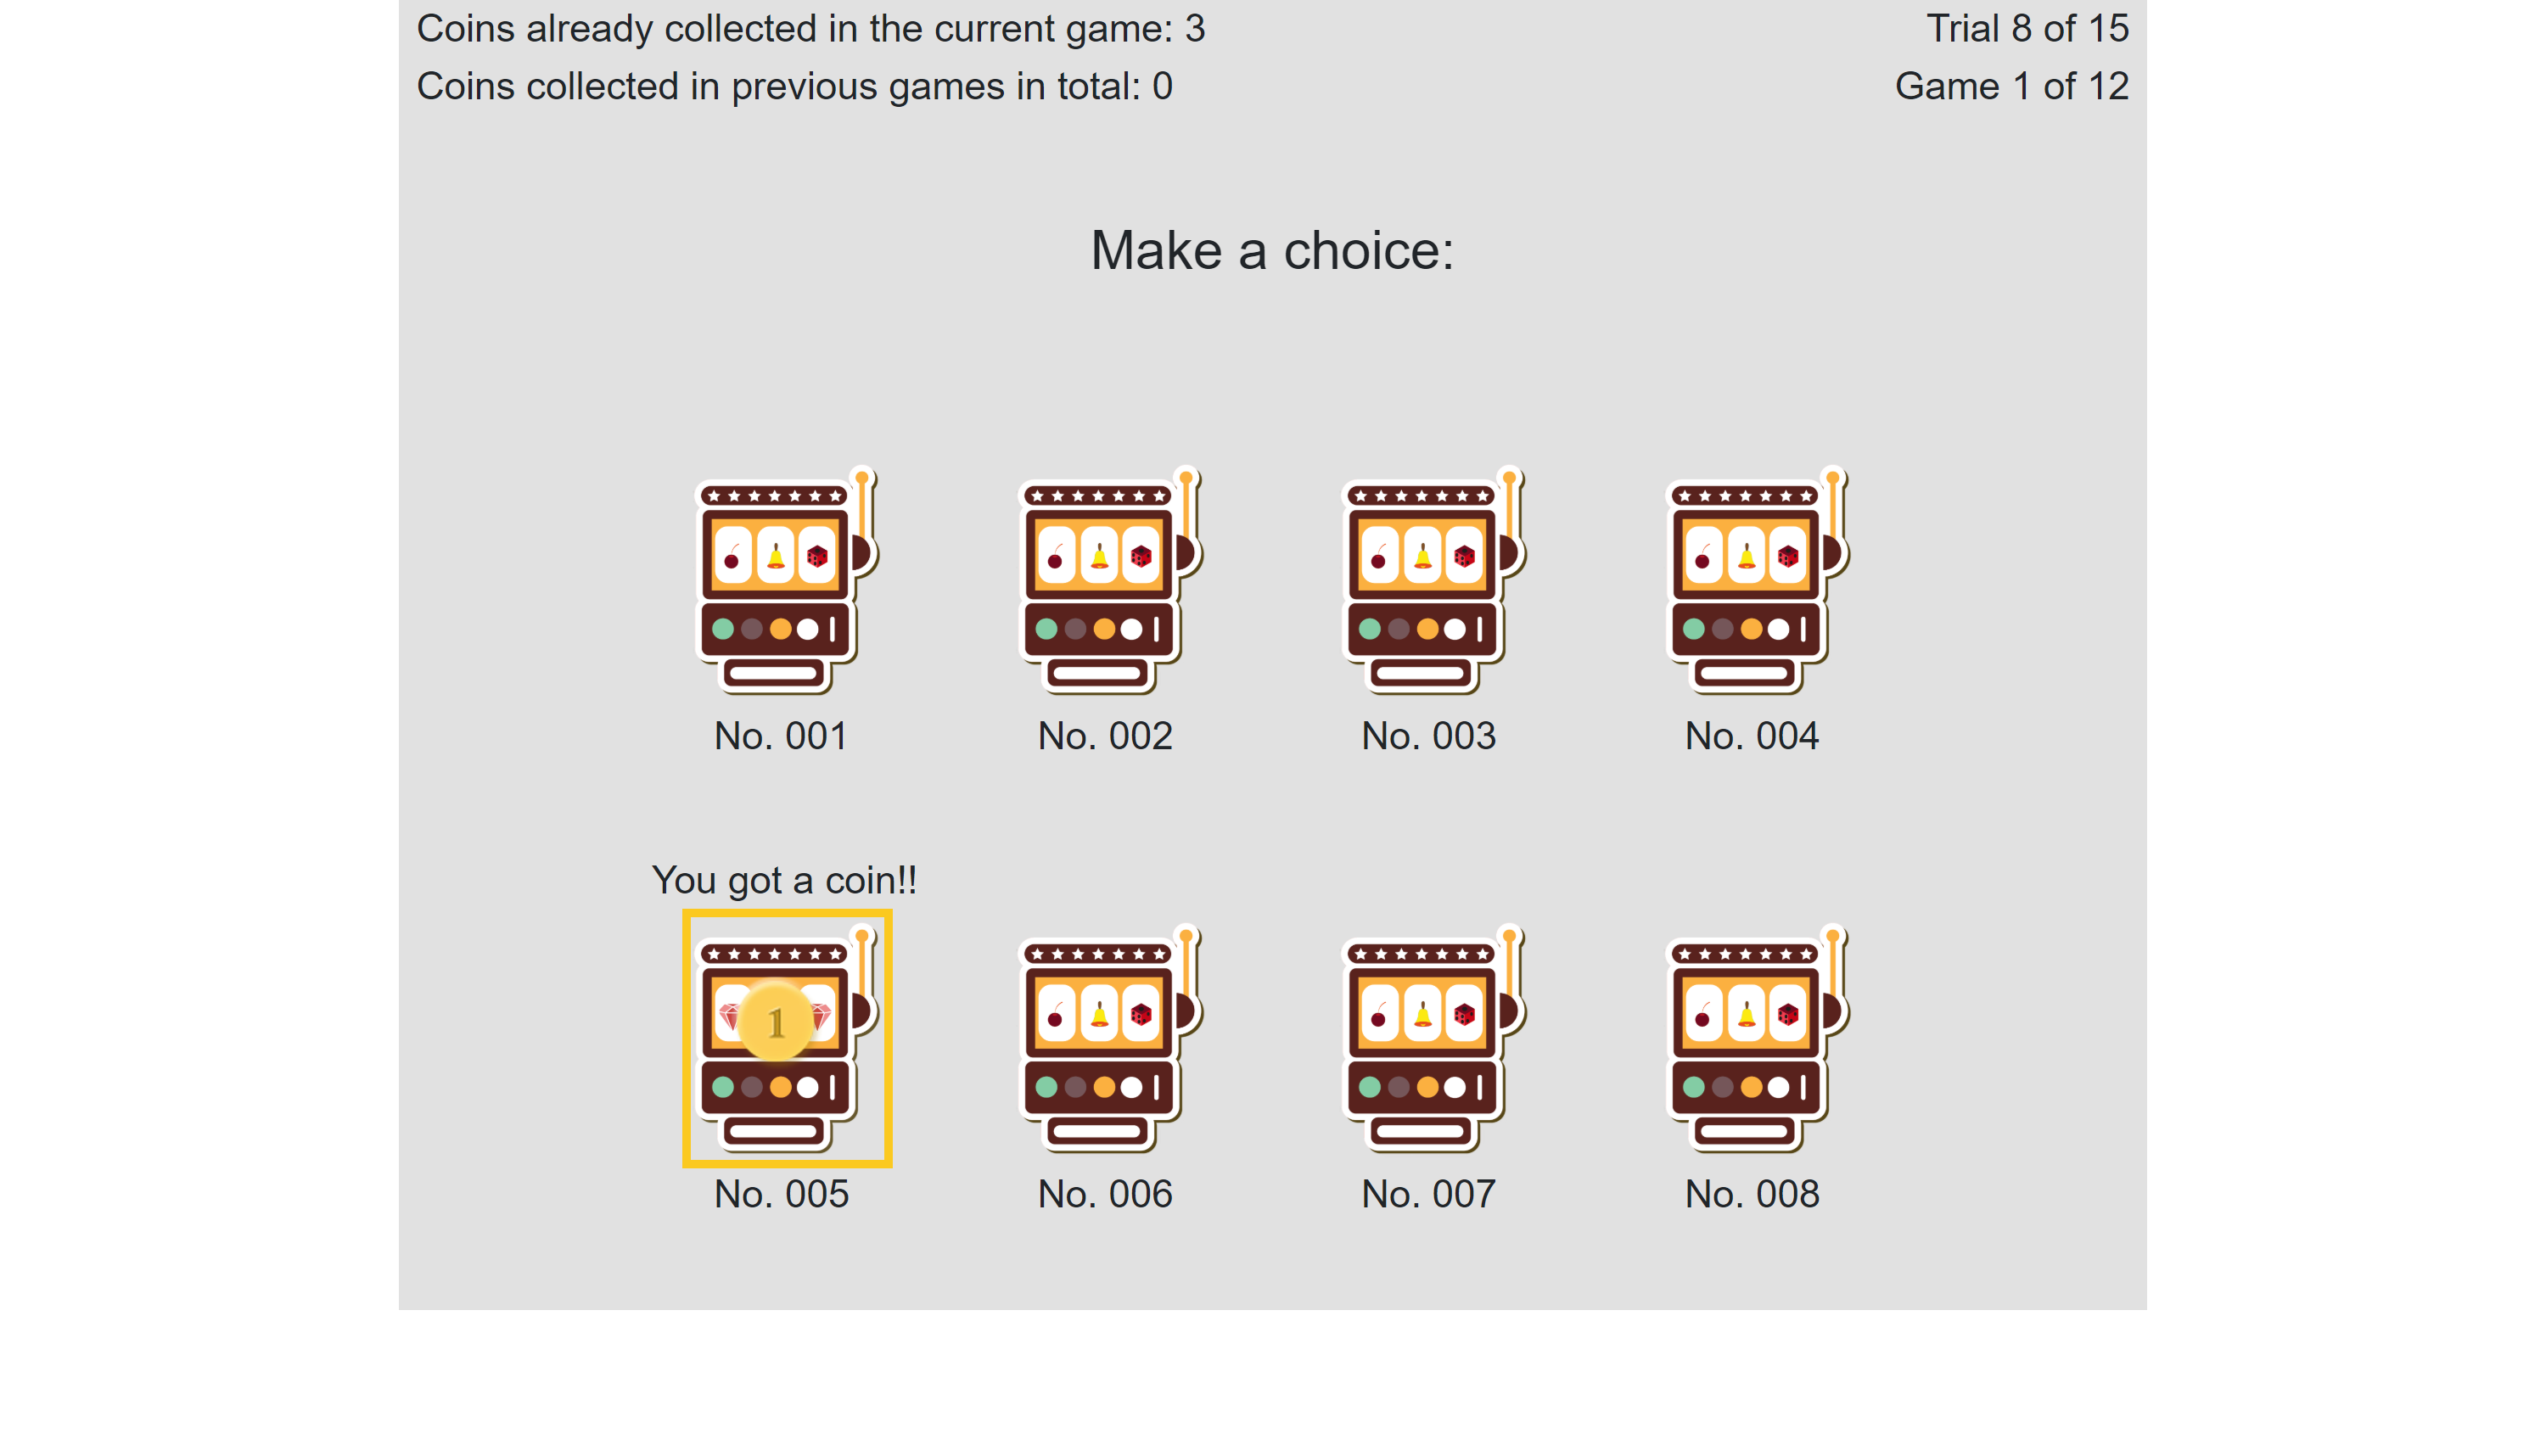 Coins already collected in the current game: 3
Trial 8 of 15
Coins collected in previous games in total: 0
Game 1 of 12
Make a choice:
No. 001
No. 002
No. 003
No. 004
You got a coin!!
1
No. 005
No. 006
No. 007
No. 008